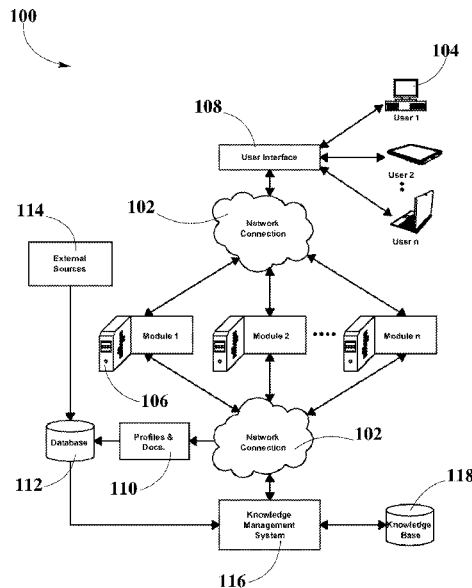 100
104
User 1
108
User Interface
User 2
User n
102
Network
Connection
114
External
Sources
Module 1
Module 2
Module n
106
Database
Profiles &
Docs.
Network
Connection
102
112
110
118
Knowledge
Management
System
Knowledge
Base
116